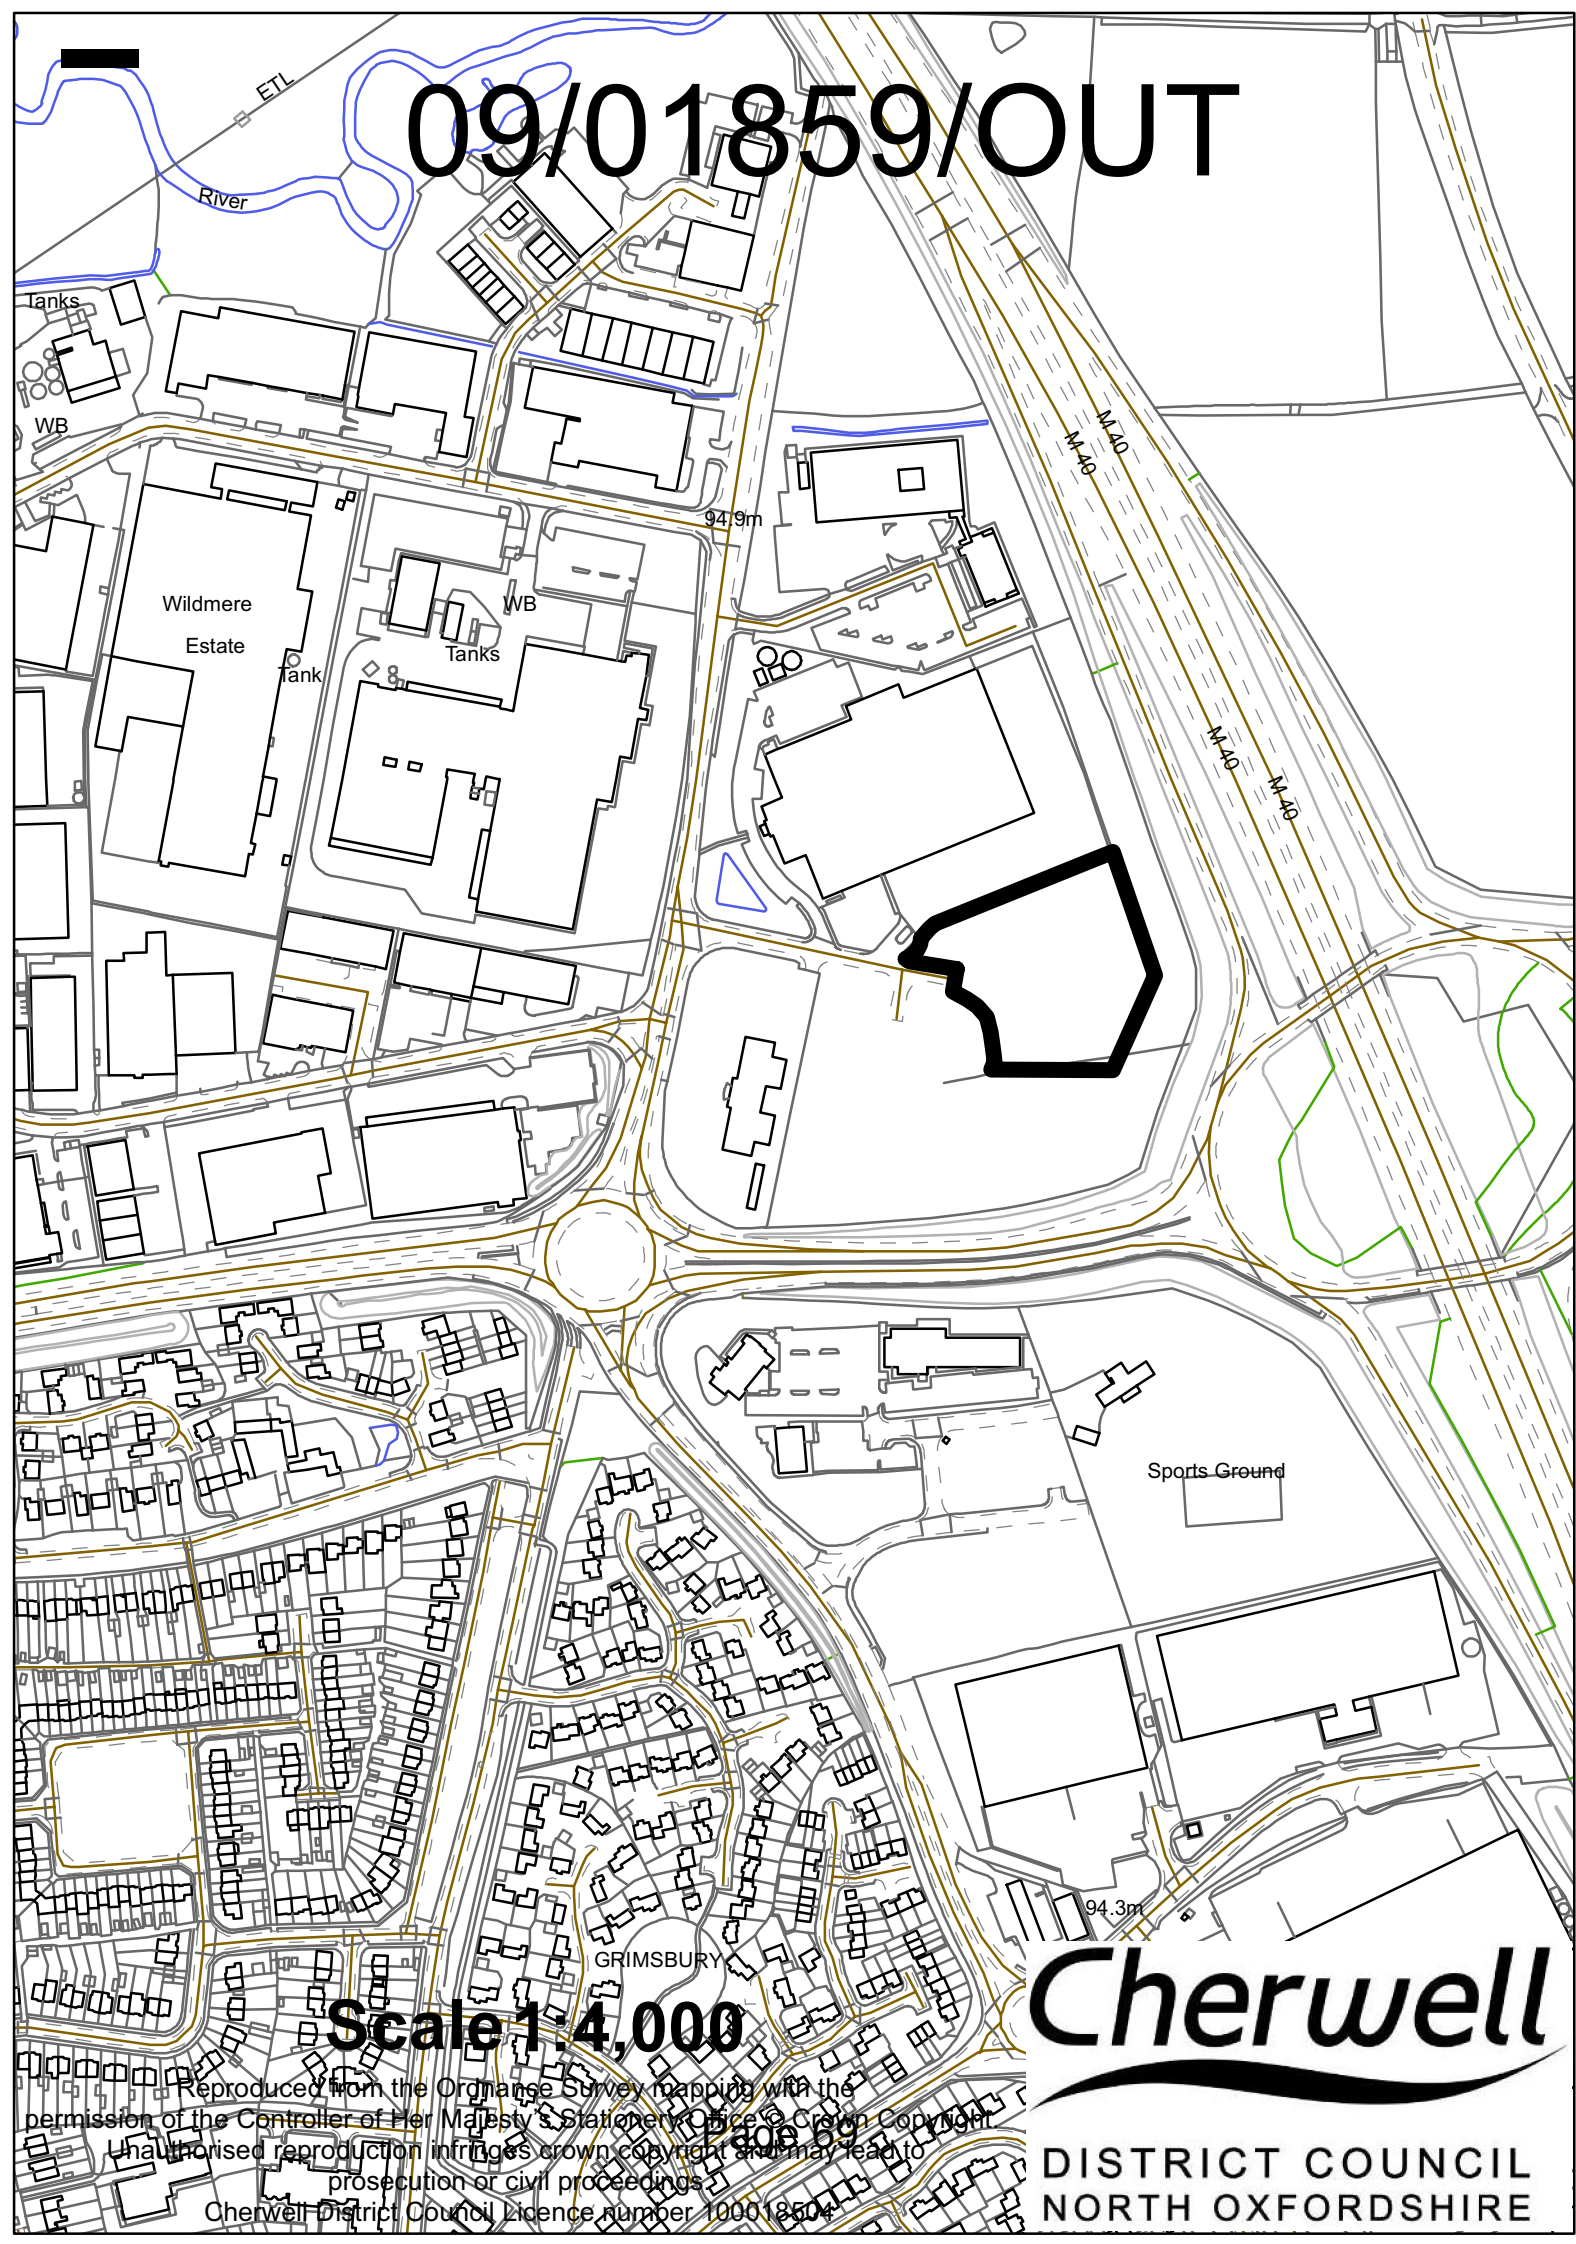 09/01859/OUT
ETL
River
Tanks
WB
M 40
M 40
94.9m
Wildmere
Estate
WB
Tanks
Tank
M 40
M 40
Sports Ground
94.3m
GRIMSBURY
Scale 1:4,000
Reproduced from the Ordnance Survey mapping with the
permission of the Controller of Her Majesty's Stationery Office © Crown Copyright.
Unauthorised reproduction infringes crown copyright and may lead to
prosecution or civil proceedings
Cherwell District Council Licence number 100018504
Page 69
Cherwell
DISTRICT COUNCIL
NORTH OXFORDSHIRE